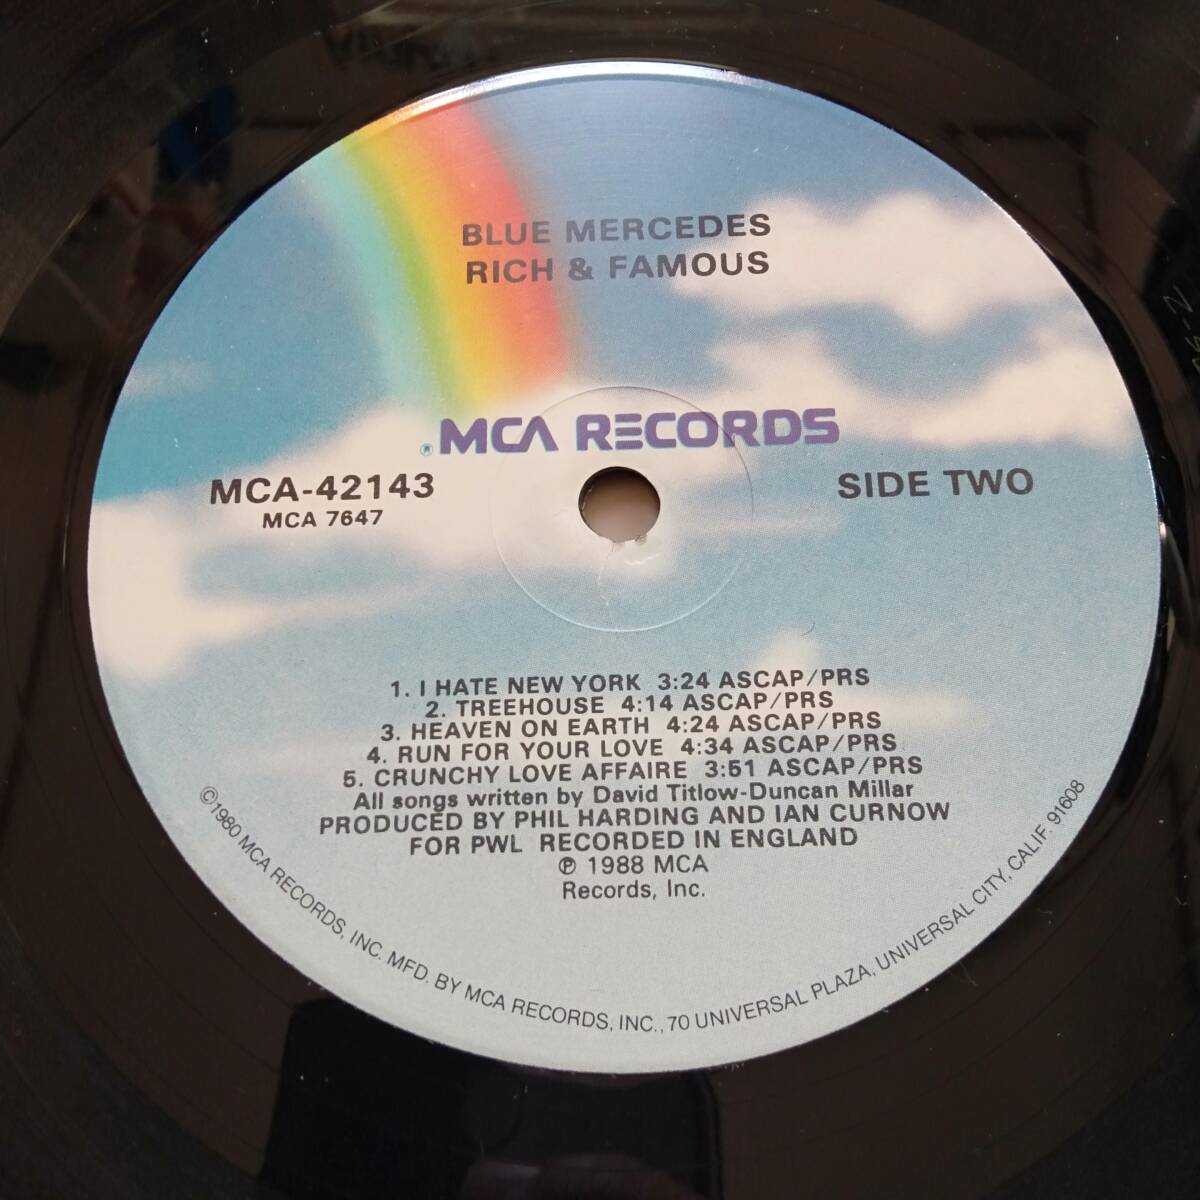 BLUE MERCEDES
RICH & FAMOUS
® MCA RECORDS
MCA-42143
MCA 7647
SIDE TWO
1. I HATE NEW YORK 3:24 ASCAP/PRS
2. TREEHOUSE 4:14 ASCAP/PRS
3. HEAVEN ON EARTH 4:24 ASCAP/PRS
4. RUN FOR YOUR LOVE 4:34 ASCAP/PRS
5. CRUNCHY LOVE AFFAIRE 3:51 ASCAP/PRS
All songs written by David Titlow-Duncan Millar
PRODUCED BY PHIL HARDING AND IAN CURNOW
FOR PWL RECORDED IN ENGLAND
℗ 1988 MCA
Records, Inc.
©1980 MCA RECORDS, INC. MFD. BY MCA RECORDS, INC., 70 UNIVERSAL PLAZA, UNIVERSAL CITY, CALIF. 91608